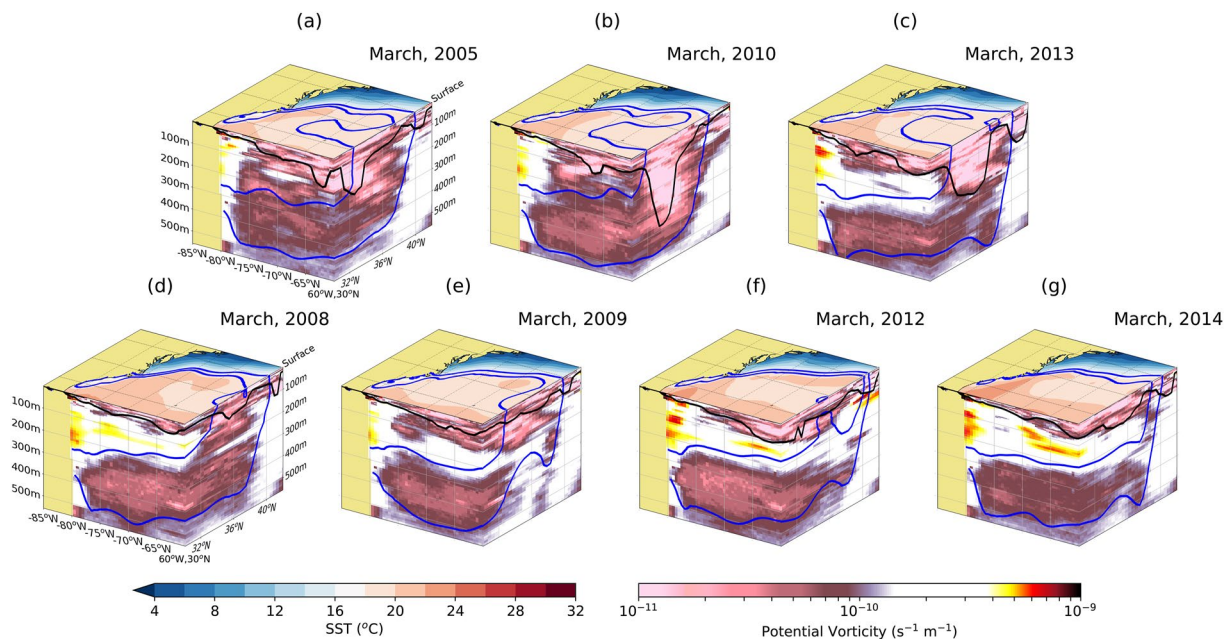 (a)
(b)
(c)
March, 2005
March, 2010
March, 2013
Surface
100m
200m
300m
400m
500m
100m
200m
300m
400m
500m
-85°W
-80°W
-75°W
-70°W
-65°W
60°W,30°N
32°N
36°N
40°N
(d)
(e)
(f)
(g)
March, 2008
March, 2009
March, 2012
March, 2014
Surface
100m
200m
300m
400m
500m
100m
200m
300m
400m
500m
-85°W
-80°W
-75°W
-70°W
-65°W
60°W,30°N
32°N
36°N
40°N
4 8 12 16 20 24 28 32
SST (°C)
10⁻¹¹ 10⁻¹⁰ 10⁻⁹
Potential Vorticity (s⁻¹ m⁻¹)